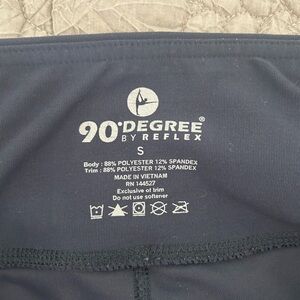 90°DEGREE®
BY REFLEX
S
Body : 88% POLYESTER 12% SPANDEX
Trim : 88% POLYESTER 12% SPANDEX
MADE IN VIETNAM
RN 144527
Exclusive of trim
Do not use softener